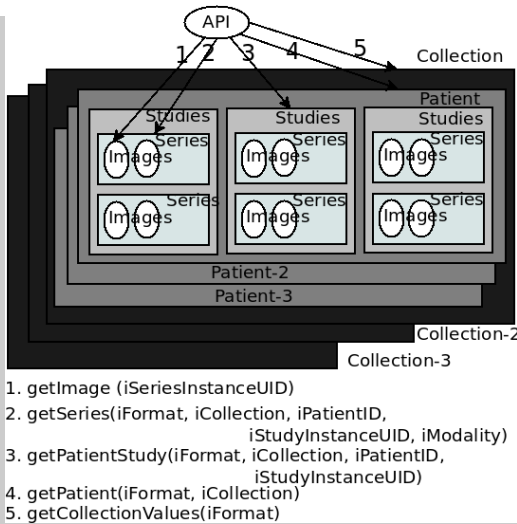 API
1 2 3 4 5
Collection
Patient
Studies Studies Studies
Series Series Series
Images Images Images
Series Series Series
Images Images Images
Patient-2
Patient-3
Collection-2
Collection-3
1. getImage (iSeriesInstanceUID)
2. getSeries(iFormat, iCollection, iPatientID,
iStudyInstanceUID, iModality)
3. getPatientStudy(iFormat, iCollection, iPatientID,
iStudyInstanceUID)
4. getPatient(iFormat, iCollection)
5. getCollectionValues(iFormat)